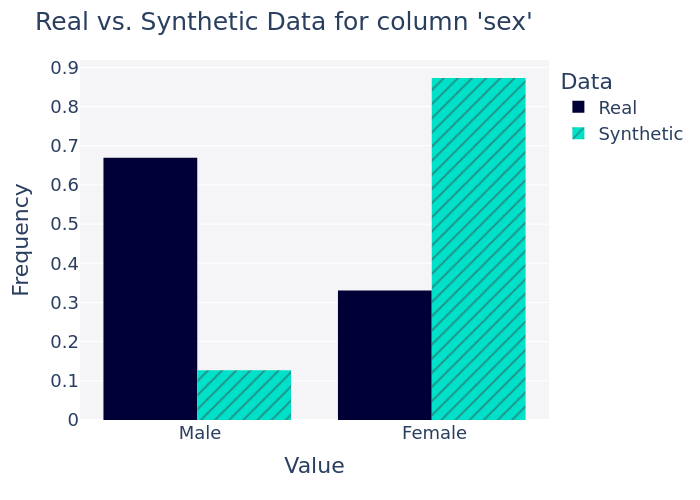 Real vs. Synthetic Data for column 'sex'
Data
Real
Synthetic
Frequency
0.9
0.8
0.7
0.6
0.5
0.4
0.3
0.2
0.1
0
Male Female
Value